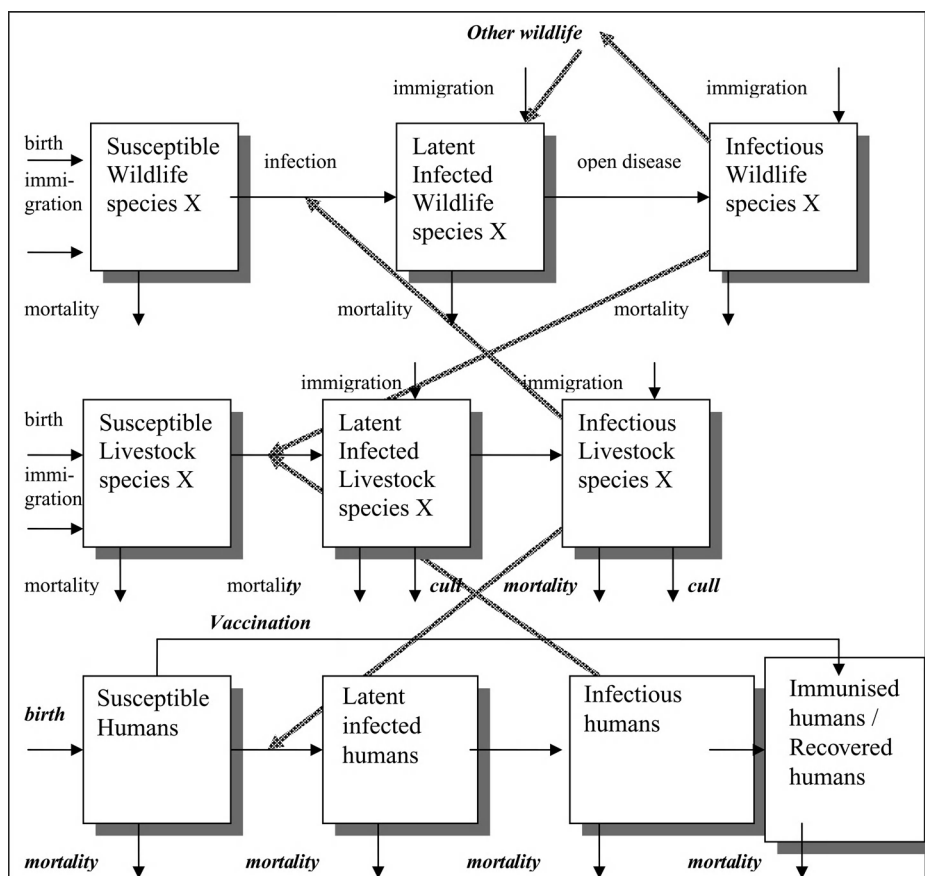 Other wildlife
immigration
immigration
birth
immi-
gration
Susceptible
Wildlife
species X
infection
Latent
Infected
Wildlife
species X
open disease
Infectious
Wildlife
species X
mortality
mortality
mortality
immigration
immigration
birth
immi-
gration
Susceptible
Livestock
species X
Latent
Infected
Livestock
species X
Infectious
Livestock
species X
mortality
mortality
cull
mortality
cull
Vaccination
birth
Susceptible
Humans
Latent
infected
humans
Infectious
humans
Immunised
humans /
Recovered
humans
mortality
mortality
mortality
mortality